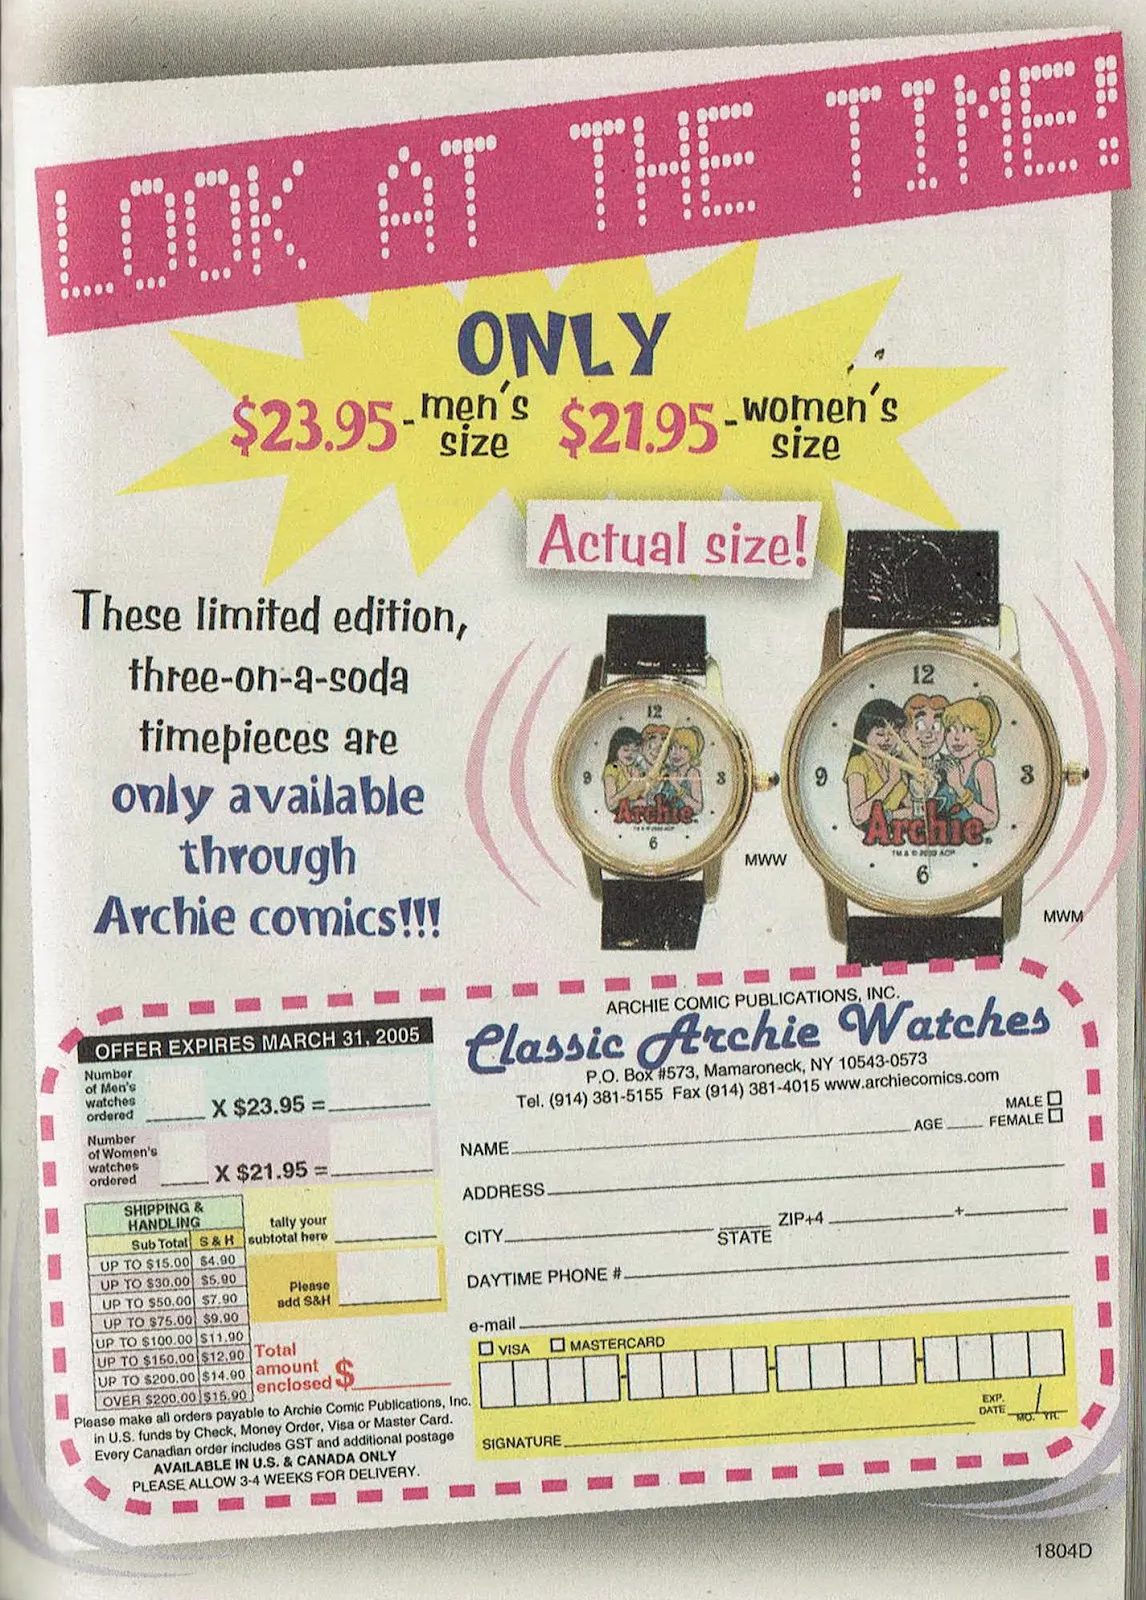 LOOK AT THE TIME!
ONLY
$23.95-men's size $21.95-women's size
Actual size!
These limited edition,
three-on-a-soda
timepieces are
only available
through
Archie comics!!!
12
9 3
Archie
6
MWW
12
9 3
Archie
TM & © 2003 ACP
6
MWM
OFFER EXPIRES MARCH 31, 2005
Number
of Men's
watches
ordered ____ X $23.95 = ____
Number
of Women's
watches
ordered ____ X $21.95 = ____
SHIPPING &
HANDLING
Sub Total S & H
UP TO $15.00 $4.90
UP TO $30.00 $5.90
UP TO $50.00 $7.90
UP TO $75.00 $9.90
UP TO $100.00 $11.90
UP TO $150.00 $12.90
UP TO $200.00 $14.90
OVER $200.00 $15.90
tally your
subtotal here
Please
add S&H
Total
amount
enclosed $
Please make all orders payable to Archie Comic Publications, Inc.
in U.S. funds by Check, Money Order, Visa or Master Card.
Every Canadian order includes GST and additional postage
AVAILABLE IN U.S. & CANADA ONLY
PLEASE ALLOW 3-4 WEEKS FOR DELIVERY.
ARCHIE COMIC PUBLICATIONS, INC.
Classic Archie Watches
P.O. Box #573, Mamaroneck, NY 10543-0573
Tel. (914) 381-5155 Fax (914) 381-4015 www.archiecomics.com
MALE
NAME AGE FEMALE
ADDRESS
CITY STATE ZIP+4 +
DAYTIME PHONE #
e-mail
VISA MASTERCARD
EXP.
DATE /
MO. YR.
SIGNATURE
1804D